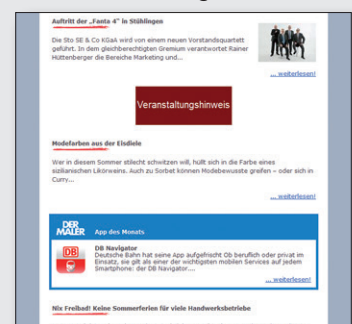 Auftritt der „Fanta 4" in Stühlingen
Die Sto SE & Co KGaA wird von einem neuen Vorstandsquartett
geführt. In dem gleichberechtigten Gremium verantwortet Rainer
Hüttenberger die Bereiche Marketing und...
... weiterlesen!
Veranstaltungshinweis
Modefarben aus der Eisdiele
Wer in diesem Sommer stilecht schwitzen will, hüllt sich in die Farbe eines
sizilianischen Likörweins. Auch zu Sorbet können Modebewusste greifen – oder sich in
Curry...
... weiterlesen!
DER
MALER
App des Monats
DB
DB Navigator
Deutsche Bahn hat seine App aufgefrischt Ob beruflich oder privat im
Einsatz, sie gilt als einer der wichtigsten mobilen Services auf jedem
Smartphone: der DB Navigator....
... weiterlesen!
Nix Freibad! Keine Sommerferien für viele Handwerksbetriebe